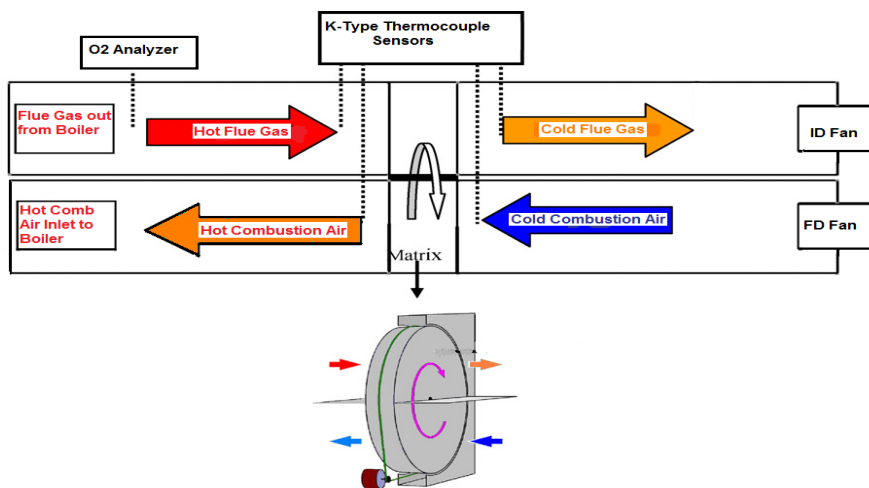 K-Type Thermocouple
Sensors
O2 Analyzer
Flue Gas out
from Boiler
Hot Flue Gas
Cold Flue Gas
ID Fan
Hot Comb
Air Inlet to
Boiler
Hot Combustion Air
Cold Combustion Air
FD Fan
Matrix